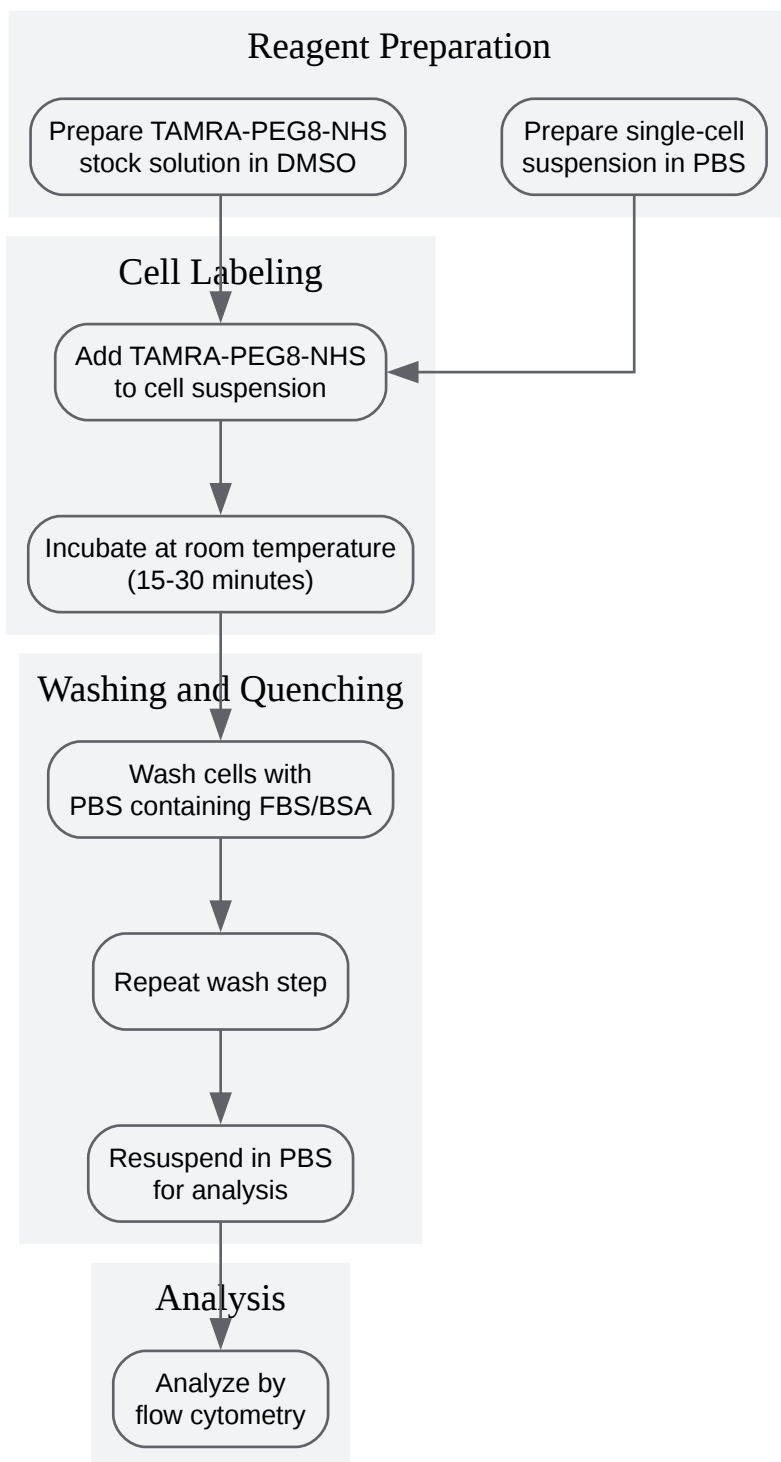 Reagent Preparation
Prepare TAMRA-PEG8-NHS
stock solution in DMSO
Prepare single-cell
suspension in PBS
Cell Labeling
Add TAMRA-PEG8-NHS
to cell suspension
Incubate at room temperature
(15-30 minutes)
Washing and Quenching
Wash cells with
PBS containing FBS/BSA
Repeat wash step
Resuspend in PBS
for analysis
Analysis
Analyze by
flow cytometry